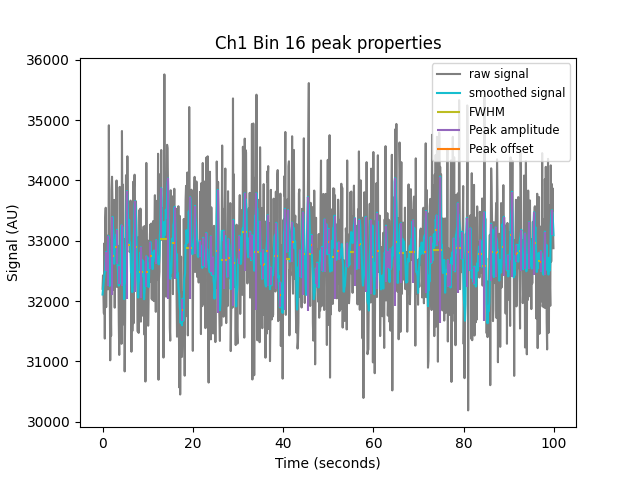 Ch1 Bin 16 peak properties
36000
35000
34000
33000
32000
31000
30000
Signal (AU)
raw signal
smoothed signal
FWHM
Peak amplitude
Peak offset
0 20 40 60 80 100
Time (seconds)